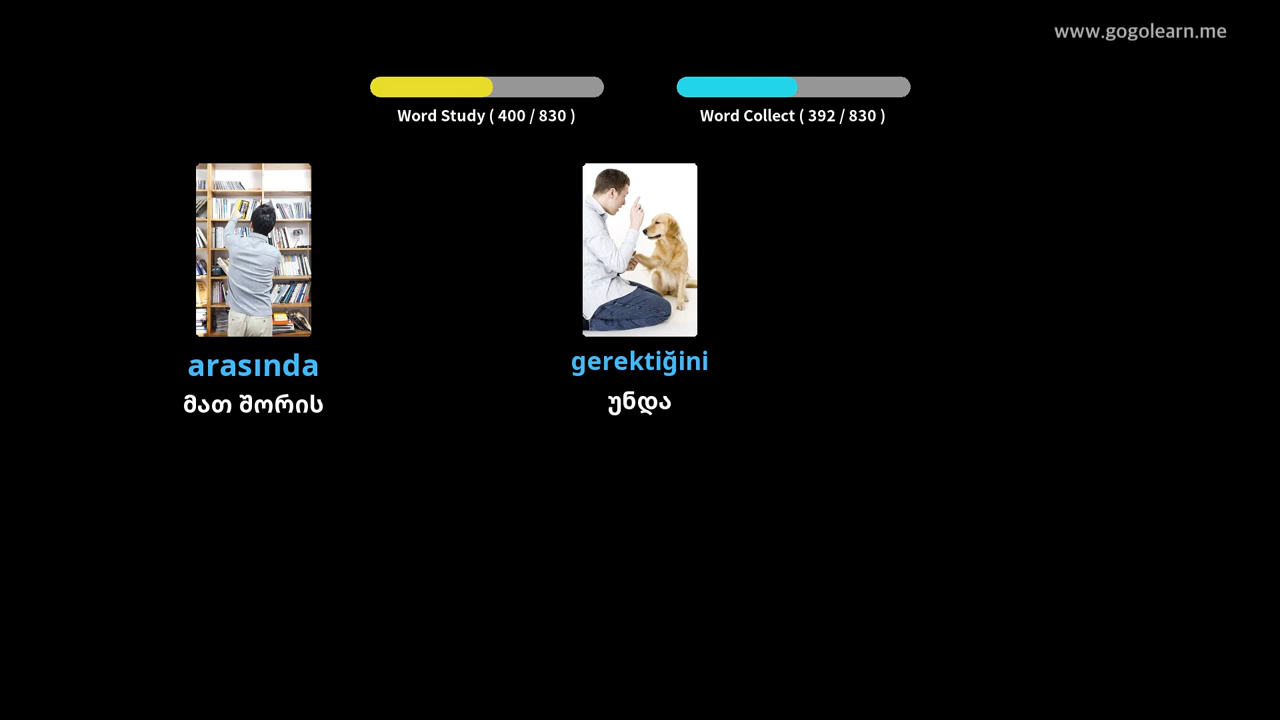 www.gogolearn.me
Word Study ( 400 / 830 )
Word Collect ( 392 / 830 )
arasında
მათ შორის
gerektiğini
უნდა